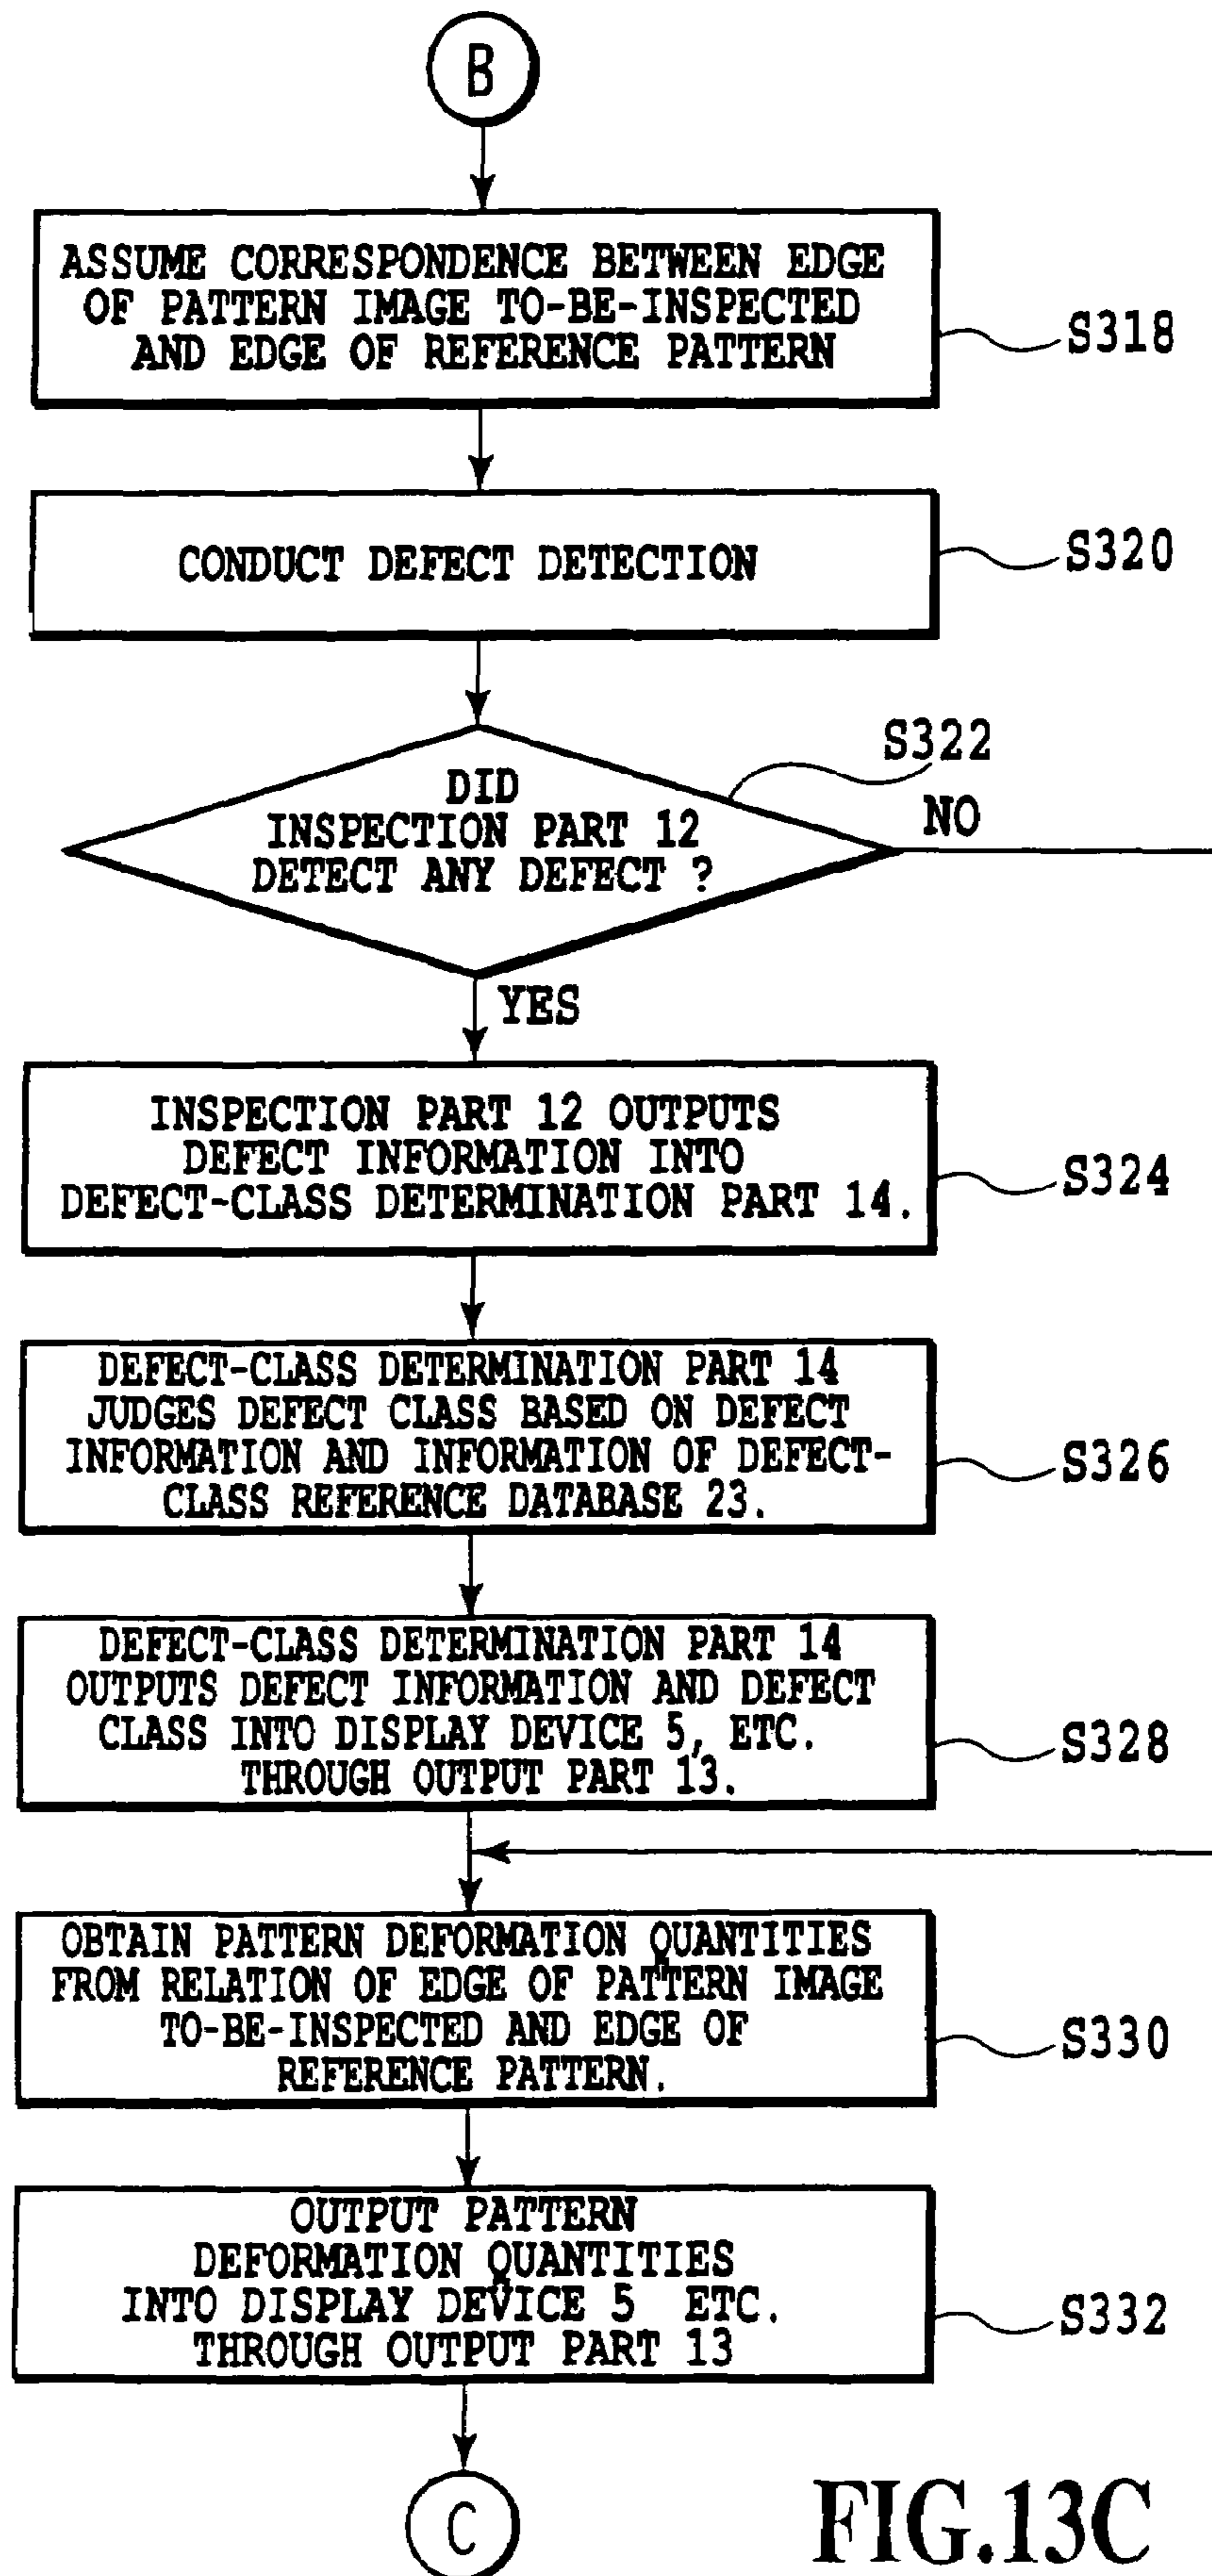 B
ASSUME CORRESPONDENCE BETWEEN EDGE
OF PATTERN IMAGE TO-BE-INSPECTED
AND EDGE OF REFERENCE PATTERN
S318
CONDUCT DEFECT DETECTION
S320
S322
DID
INSPECTION PART 12
DETECT ANY DEFECT ?
NO
YES
INSPECTION PART 12 OUTPUTS
DEFECT INFORMATION INTO
DEFECT-CLASS DETERMINATION PART 14.
S324
DEFECT-CLASS DETERMINATION PART 14
JUDGES DEFECT CLASS BASED ON DEFECT
INFORMATION AND INFORMATION OF DEFECT-
CLASS REFERENCE DATABASE 23.
S326
DEFECT-CLASS DETERMINATION PART 14
OUTPUTS DEFECT INFORMATION AND DEFECT
CLASS INTO DISPLAY DEVICE 5, ETC.
THROUGH OUTPUT PART 13.
S328
OBTAIN PATTERN DEFORMATION QUANTITIES
FROM RELATION OF EDGE OF PATTERN IMAGE
TO-BE-INSPECTED AND EDGE OF
REFERENCE PATTERN.
S330
OUTPUT PATTERN
DEFORMATION QUANTITIES
INTO DISPLAY DEVICE 5 ETC.
THROUGH OUTPUT PART 13
S332
C
FIG.13C